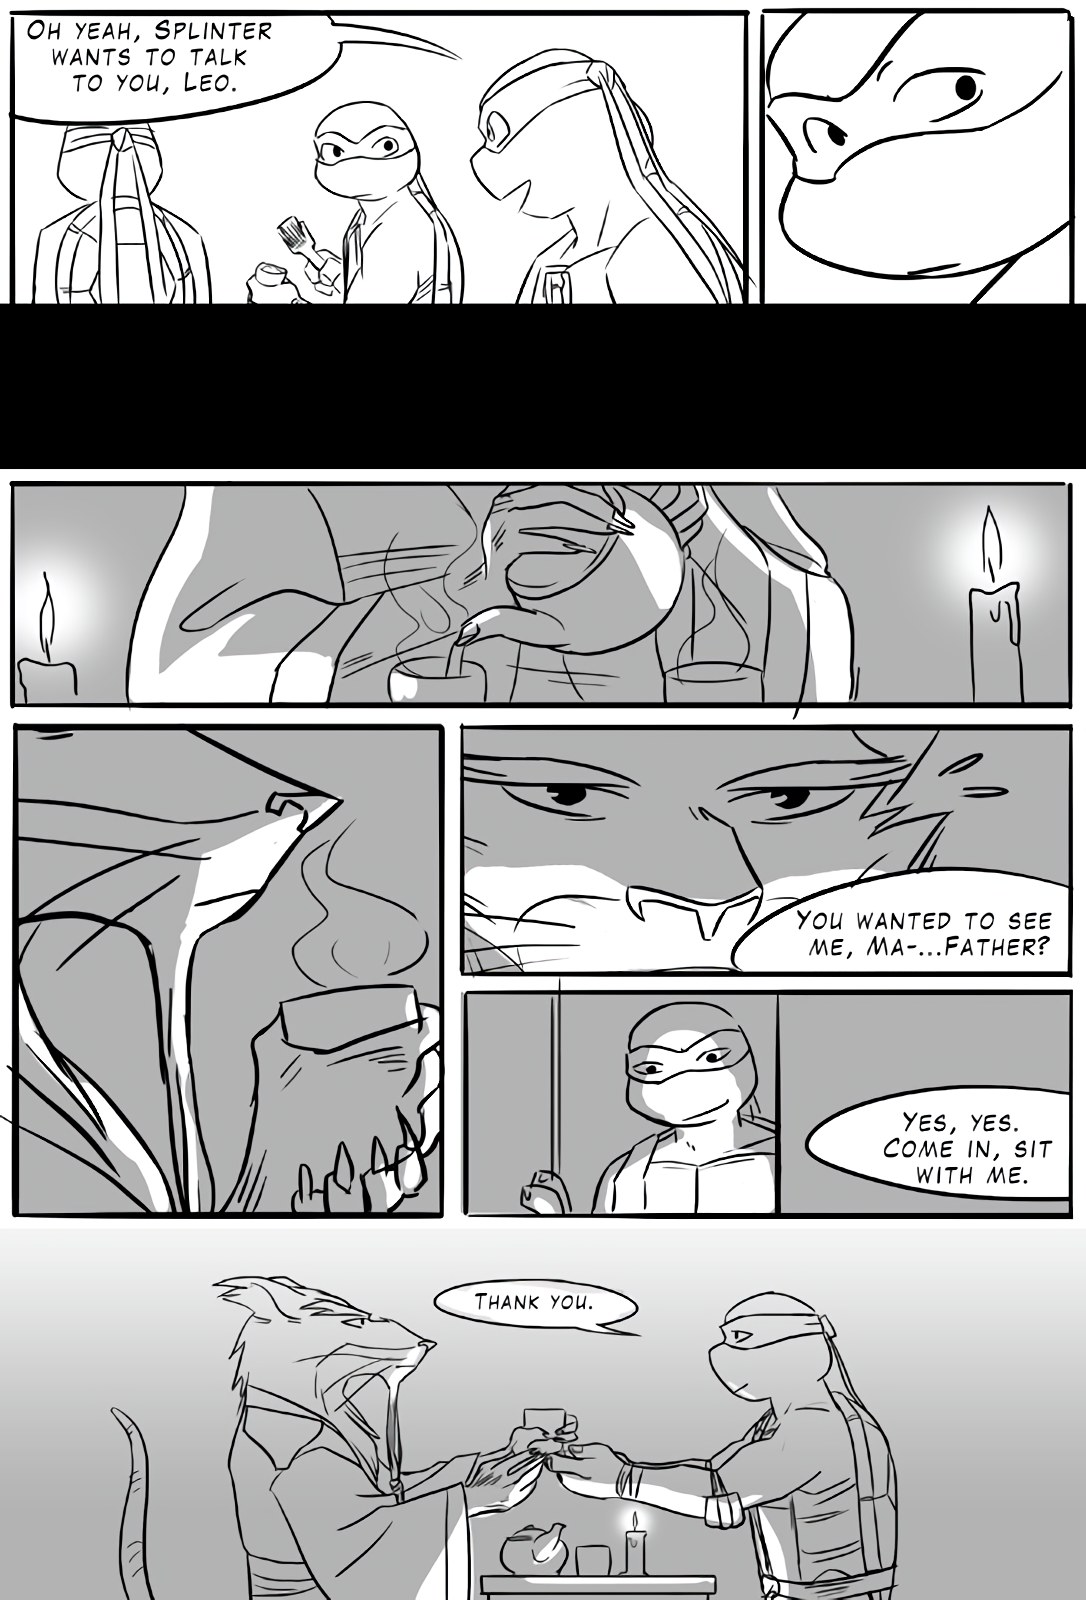 Oh yeah, Splinter
wants to talk
to you, Leo.
You wanted to see
me, Ma-...Father?
Yes, yes.
Come in, sit
with me.
Thank you.